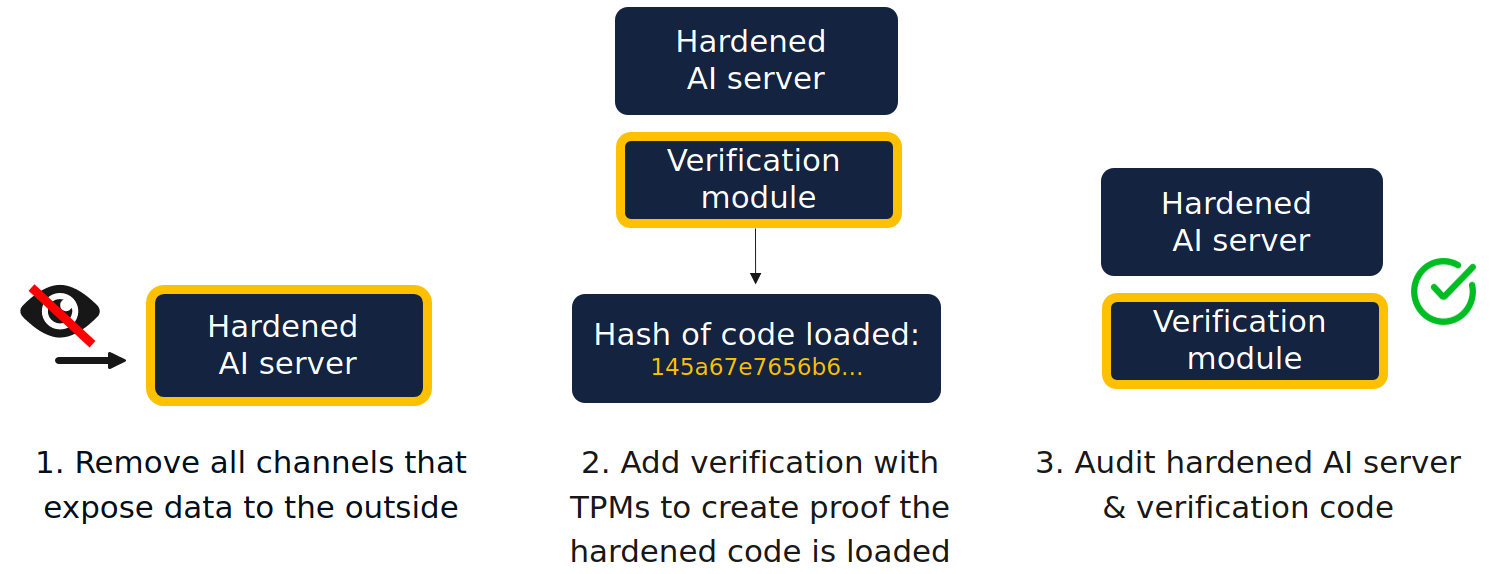 Hardened
AI server
1. Remove all channels that
expose data to the outside
Hardened
AI server
Verification
module
Hash of code loaded:
145a67e7656b6...
2. Add verification with
TPMs to create proof the
hardened code is loaded
Hardened
AI server
Verification
module
3. Audit hardened AI server
& verification code